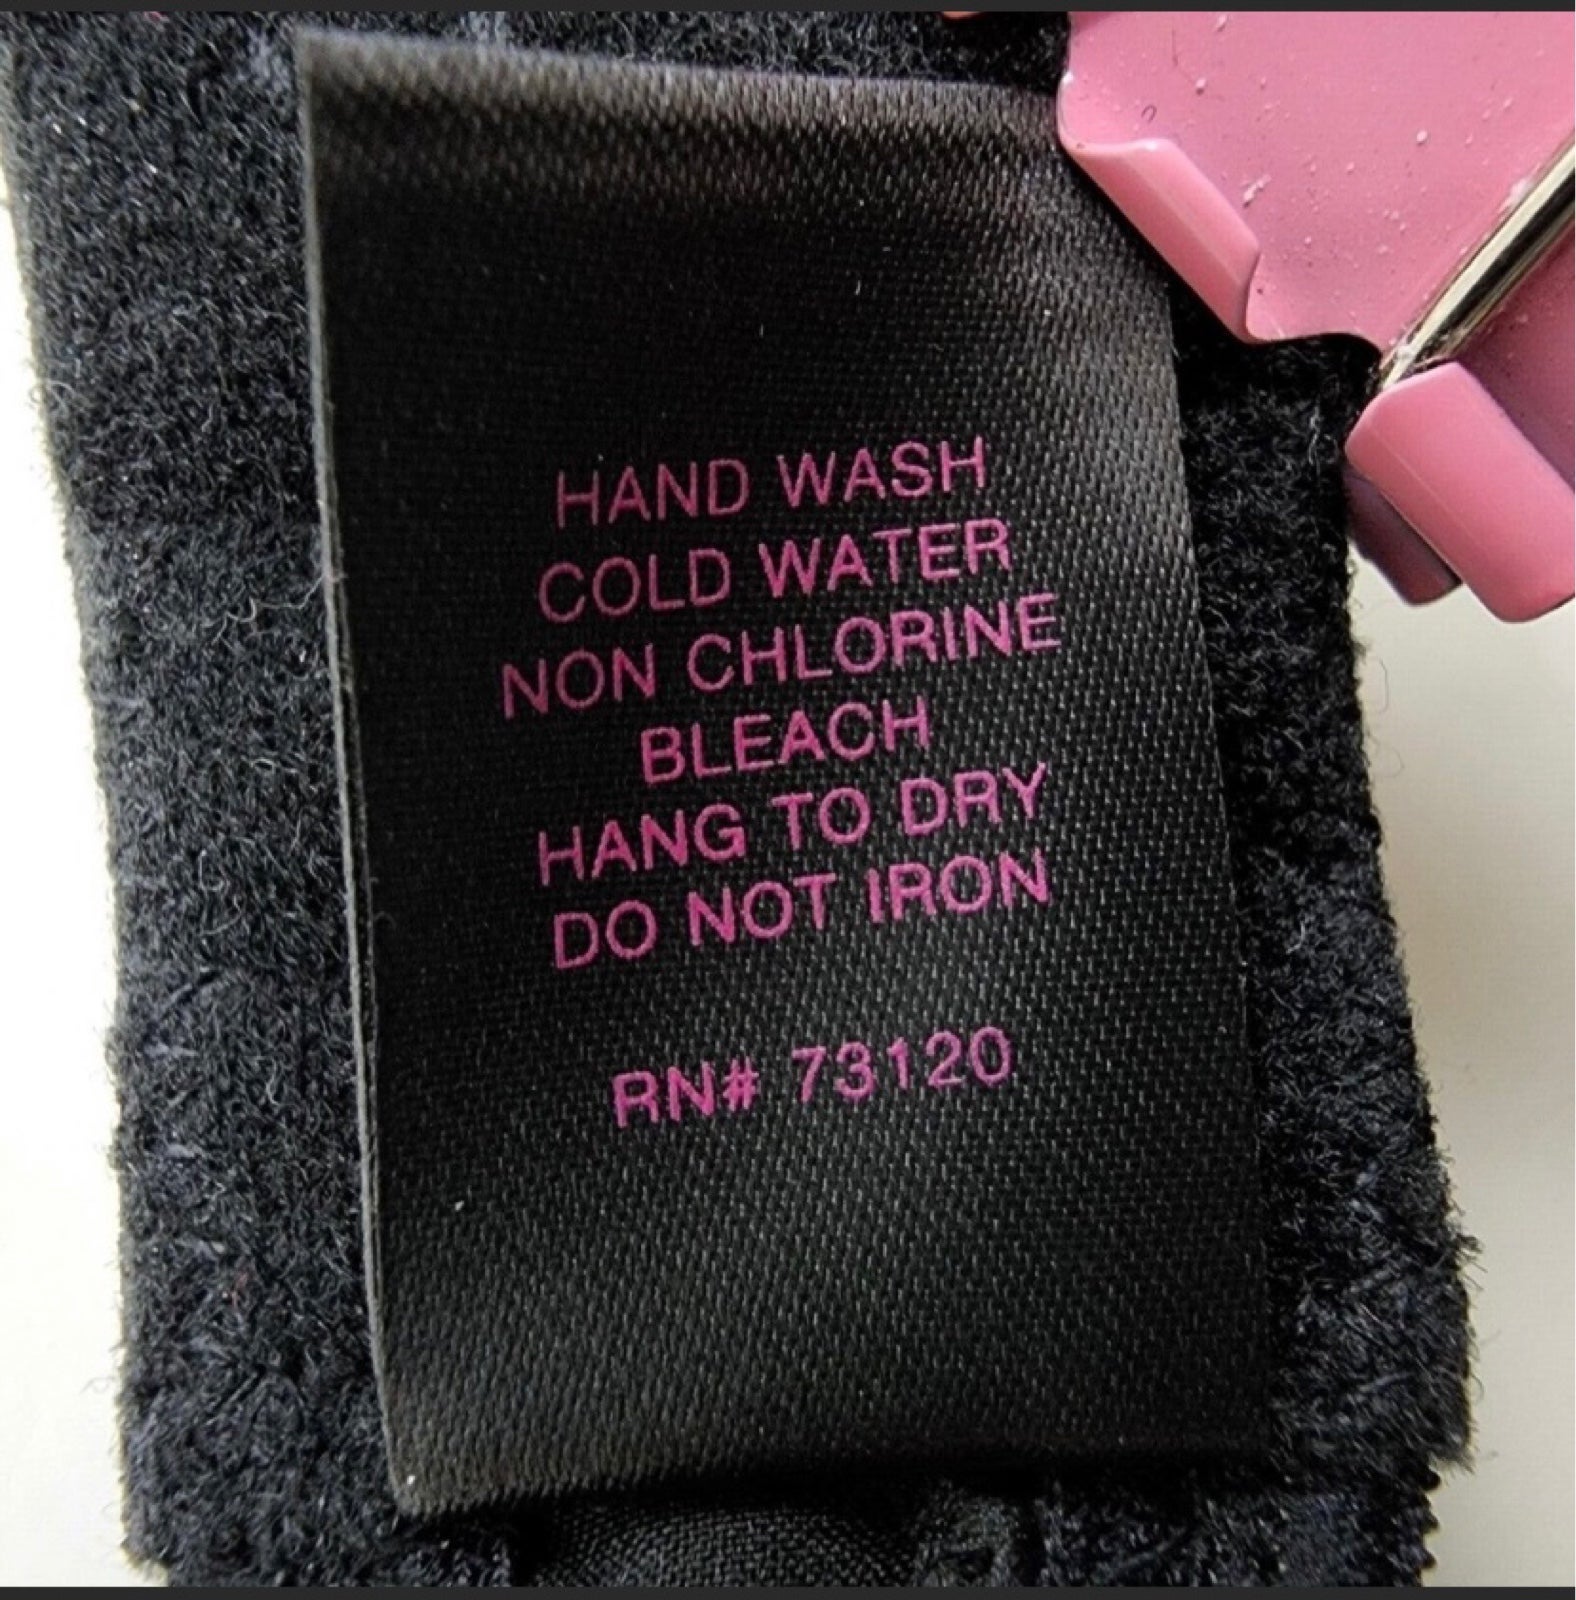 HAND WASH
COLD WATER
NON CHLORINE
BLEACH
HANG TO DRY
DO NOT IRON
RN# 73120